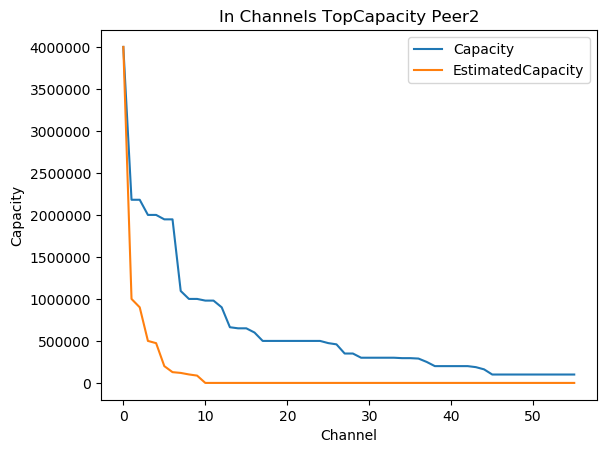 In Channels TopCapacity Peer2
Capacity
EstimatedCapacity
4000000
3500000
3000000
2500000
2000000
1500000
1000000
500000
0
Capacity
0 10 20 30 40 50
Channel